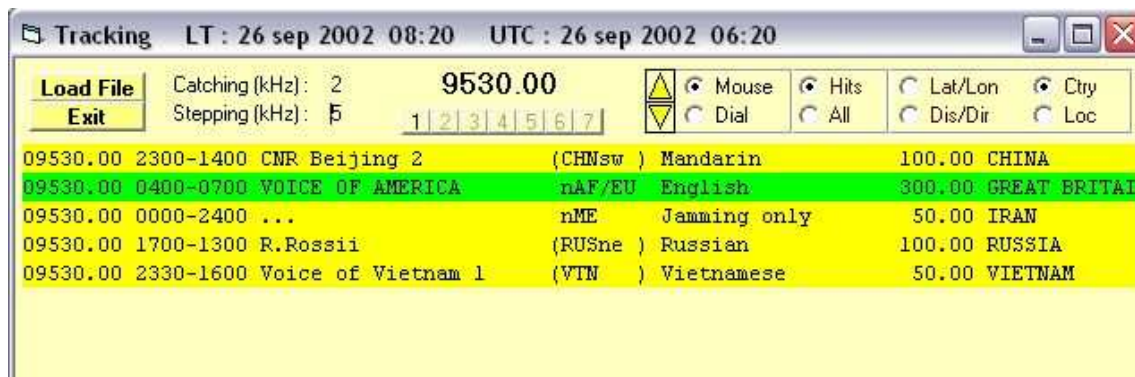 Tracking LT : 26 sep 2002 08:20 UTC : 26 sep 2002 06:20
Load File Catching (kHz) : 2 9530.00 Mouse Hits Lat/Lon Ctry
Exit Stepping (kHz) : 5 1 2 3 4 5 6 7 Dial All Dis/Dir Loc
09530.00 2300-1400 CNR Beijing 2 (CHNsw ) Mandarin 100.00 CHINA
09530.00 0400-0700 VOICE OF AMERICA nAF/EU English 300.00 GREAT BRITAI
09530.00 0000-2400 ... nME Jamming only 50.00 IRAN
09530.00 1700-1300 R.Rossii (RUSne ) Russian 100.00 RUSSIA
09530.00 2330-1600 Voice of Vietnam 1 (VTN ) Vietnamese 50.00 VIETNAM